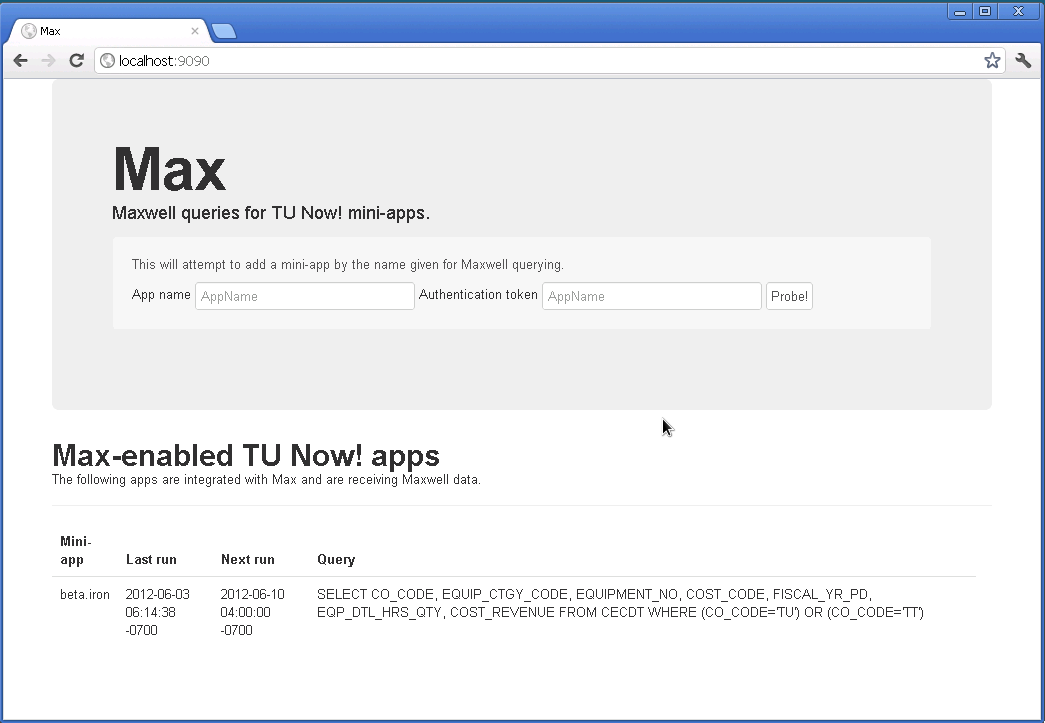 Max
localhost:9090
Max
Maxwell queries for TU Now! mini-apps.
This will attempt to add a mini-app by the name given for Maxwell querying.
App name AppName Authentication token AppName Probe!
Max-enabled TU Now! apps
The following apps are integrated with Max and are receiving Maxwell data.
Mini-
app Last run Next run Query
beta.iron 2012-06-03 2012-06-10 SELECT CO_CODE, EQUIP_CTGY_CODE, EQUIPMENT_NO, COST_CODE, FISCAL_YR_PD,
06:14:38 04:00:00 EQP_DTL_HRS_QTY, COST_REVENUE FROM CECDT WHERE (CO_CODE='TU') OR (CO_CODE='TT')
-0700 -0700